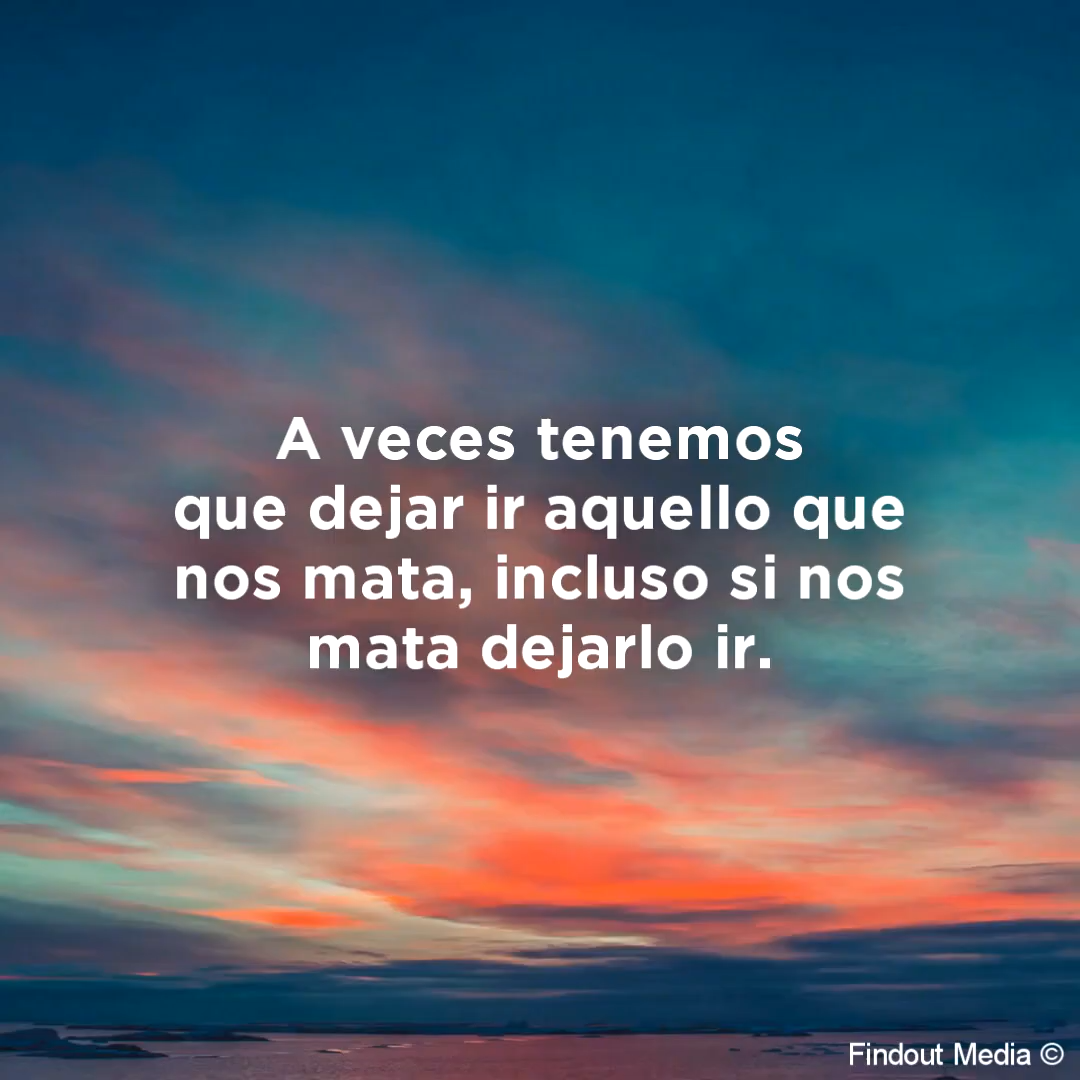 A veces tenemos
que dejar ir aquello que
nos mata, incluso si nos
mata dejarlo ir.
Findout Media ©